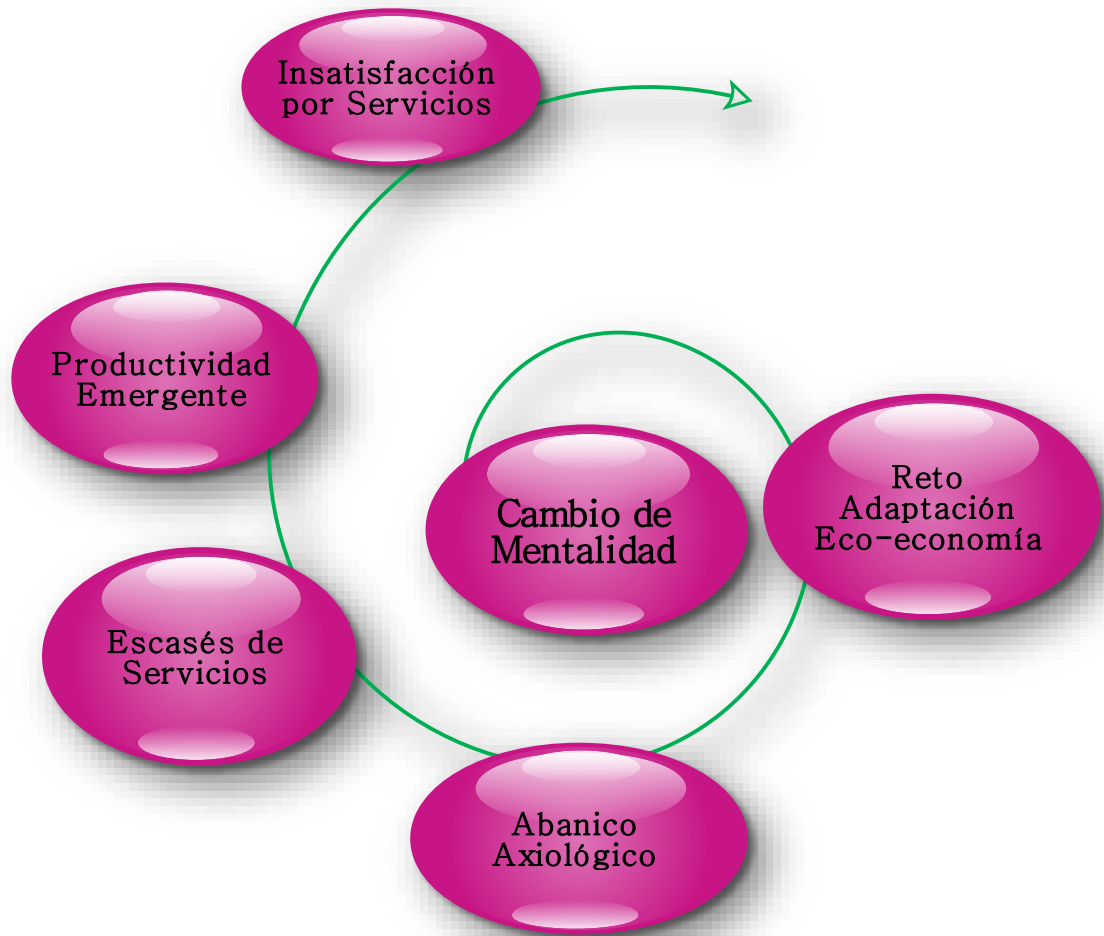 Insatisfacción
por Servicios
Productividad
Emergente
Cambio de
Mentalidad
Reto
Adaptación
Eco-economía
Escasés de
Servicios
Abanico
Axiológico